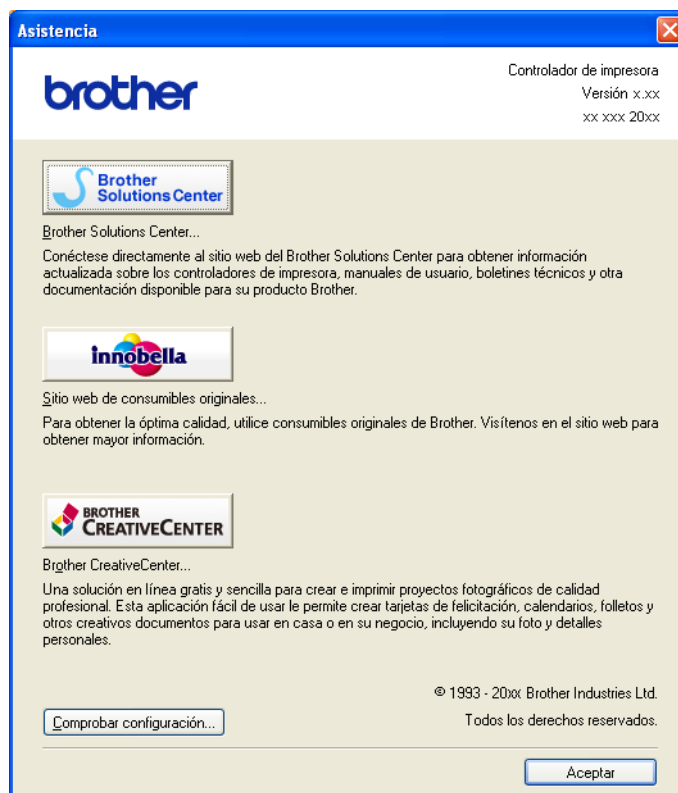 Asistencia
brother
Controlador de impresora
Versión x.xx
xx xxx 20xx
Brother
Solutions Center
Brother Solutions Center...
Conéctese directamente al sitio web del Brother Solutions Center para obtener información
actualizada sobre los controladores de impresora, manuales de usuario, boletines técnicos y otra
documentación disponible para su producto Brother.
innobella
Sitio web de consumibles originales...
Para obtener la óptima calidad, utilice consumibles originales de Brother. Visítenos en el sitio web para
obtener mayor información.
BROTHER
CREATIVECENTER
Brother CreativeCenter...
Una solución en línea gratis y sencilla para crear e imprimir proyectos fotográficos de calidad
profesional. Esta aplicación fácil de usar le permite crear tarjetas de felicitación, calendarios, folletos y
otros creativos documentos para usar en casa o en su negocio, incluyendo su foto y detalles
personales.
© 1993 - 20xx Brother Industries Ltd.
Comprobar configuración...
Todos los derechos reservados.
Aceptar